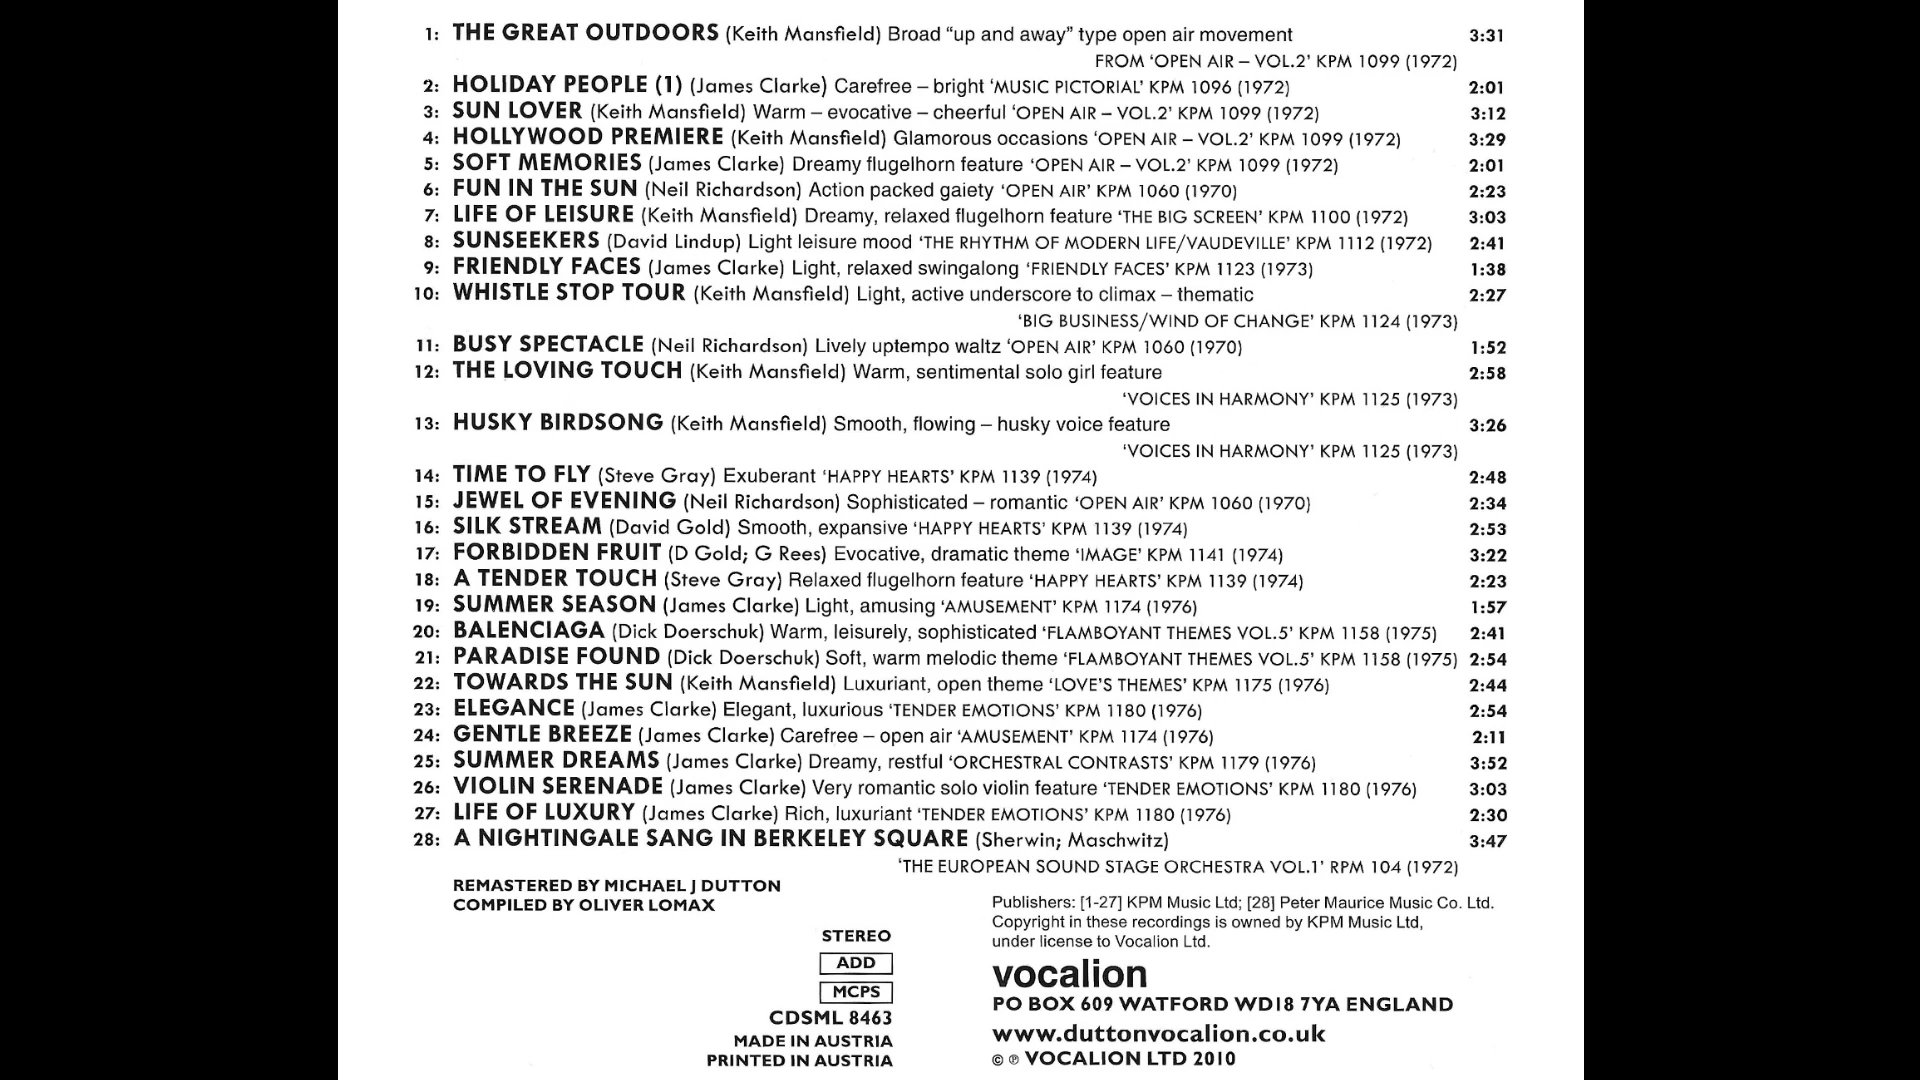 1: THE GREAT OUTDOORS (Keith Mansfield) Broad “up and away” type open air movement 3:31
FROM ‘OPEN AIR – VOL.2’ KPM 1099 (1972)
2: HOLIDAY PEOPLE (1) (James Clarke) Carefree – bright ‘MUSIC PICTORIAL’ KPM 1096 (1972) 2:01
3: SUN LOVER (Keith Mansfield) Warm – evocative – cheerful ‘OPEN AIR – VOL.2’ KPM 1099 (1972) 3:12
4: HOLLYWOOD PREMIERE (Keith Mansfield) Glamorous occasions ‘OPEN AIR – VOL.2’ KPM 1099 (1972) 3:29
5: SOFT MEMORIES (James Clarke) Dreamy flugelhorn feature ‘OPEN AIR – VOL.2’ KPM 1099 (1972) 2:01
6: FUN IN THE SUN (Neil Richardson) Action packed gaiety ‘OPEN AIR’ KPM 1060 (1970) 2:23
7: LIFE OF LEISURE (Keith Mansfield) Dreamy, relaxed flugelhorn feature ‘THE BIG SCREEN’ KPM 1100 (1972) 3:03
8: SUNSEEKERS (David Lindup) Light leisure mood ‘THE RHYTHM OF MODERN LIFE/VAUDEVILLE’ KPM 1112 (1972) 2:41
9: FRIENDLY FACES (James Clarke) Light, relaxed swingalong ‘FRIENDLY FACES’ KPM 1123 (1973) 1:38
10: WHISTLE STOP TOUR (Keith Mansfield) Light, active underscore to climax – thematic 2:27
‘BIG BUSINESS/WIND OF CHANGE’ KPM 1124 (1973)
11: BUSY SPECTACLE (Neil Richardson) Lively uptempo waltz ‘OPEN AIR’ KPM 1060 (1970) 1:52
12: THE LOVING TOUCH (Keith Mansfield) Warm, sentimental solo girl feature 2:58
‘VOICES IN HARMONY’ KPM 1125 (1973)
13: HUSKY BIRDSONG (Keith Mansfield) Smooth, flowing – husky voice feature 3:26
‘VOICES IN HARMONY’ KPM 1125 (1973)
14: TIME TO FLY (Steve Gray) Exuberant ‘HAPPY HEARTS’ KPM 1139 (1974) 2:48
15: JEWEL OF EVENING (Neil Richardson) Sophisticated – romantic ‘OPEN AIR’ KPM 1060 (1970) 2:34
16: SILK STREAM (David Gold) Smooth, expansive ‘HAPPY HEARTS’ KPM 1139 (1974) 2:53
17: FORBIDDEN FRUIT (D Gold; G Rees) Evocative, dramatic theme ‘IMAGE’ KPM 1141 (1974) 3:22
18: A TENDER TOUCH (Steve Gray) Relaxed flugelhorn feature ‘HAPPY HEARTS’ KPM 1139 (1974) 2:23
19: SUMMER SEASON (James Clarke) Light, amusing ‘AMUSEMENT’ KPM 1174 (1976) 1:57
20: BALENCIAGA (Dick Doerschuk) Warm, leisurely, sophisticated ‘FLAMBOYANT THEMES VOL.5’ KPM 1158 (1975) 2:41
21: PARADISE FOUND (Dick Doerschuk) Soft, warm melodic theme ‘FLAMBOYANT THEMES VOL.5’ KPM 1158 (1975) 2:54
22: TOWARDS THE SUN (Keith Mansfield) Luxuriant, open theme ‘LOVE’S THEMES’ KPM 1175 (1976) 2:44
23: ELEGANCE (James Clarke) Elegant, luxurious ‘TENDER EMOTIONS’ KPM 1180 (1976) 2:54
24: GENTLE BREEZE (James Clarke) Carefree – open air ‘AMUSEMENT’ KPM 1174 (1976) 2:11
25: SUMMER DREAMS (James Clarke) Dreamy, restful ‘ORCHESTRAL CONTRASTS’ KPM 1179 (1976) 3:52
26: VIOLIN SERENADE (James Clarke) Very romantic solo violin feature ‘TENDER EMOTIONS’ KPM 1180 (1976) 3:03
27: LIFE OF LUXURY (James Clarke) Rich, luxuriant ‘TENDER EMOTIONS’ KPM 1180 (1976) 2:30
28: A NIGHTINGALE SANG IN BERKELEY SQUARE (Sherwin; Maschwitz) 3:47
‘THE EUROPEAN SOUND STAGE ORCHESTRA VOL.1’ RPM 104 (1972)
REMASTERED BY MICHAEL J DUTTON
COMPILED BY OLIVER LOMAX
STEREO
ADD
MCPS
CDSML 8463
MADE IN AUSTRIA
PRINTED IN AUSTRIA
Publishers: [1-27] KPM Music Ltd; [28] Peter Maurice Music Co. Ltd.
Copyright in these recordings is owned by KPM Music Ltd,
under license to Vocalion Ltd.
vocalion
PO BOX 609 WATFORD WD18 7YA ENGLAND
www.duttonvocalion.co.uk
© ℗ VOCALION LTD 2010